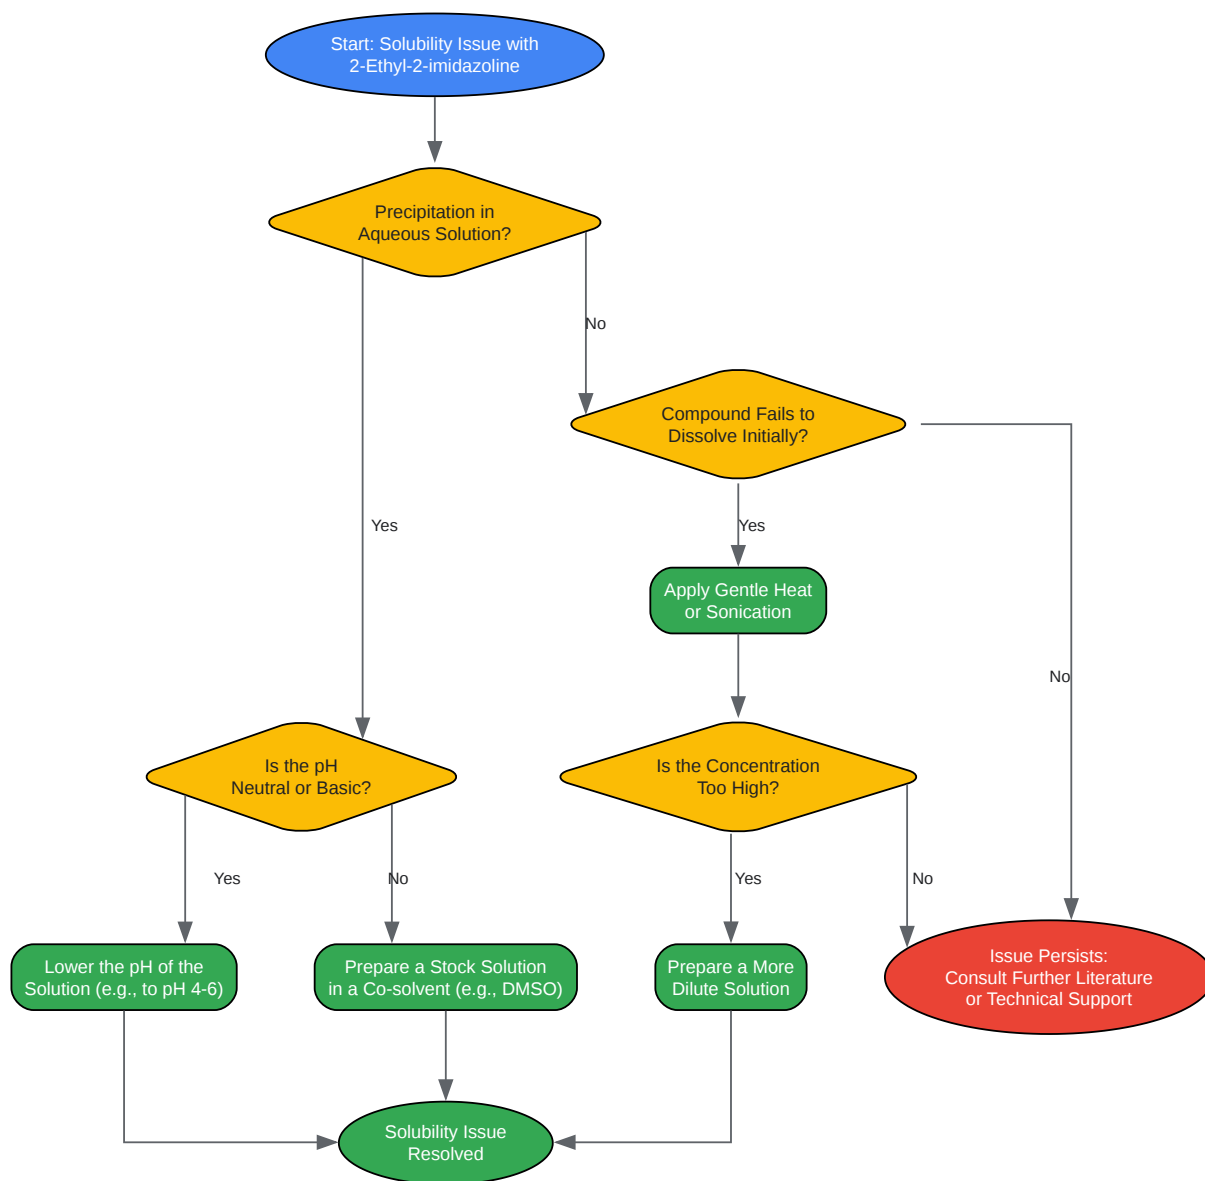 Start: Solubility Issue with
2-Ethyl-2-imidazoline
Precipitation in
Aqueous Solution?
No
Compound Fails to
Dissolve Initially?
Yes
Yes
Apply Gentle Heat
or Sonication
No
Is the pH
Neutral or Basic?
Is the Concentration
Too High?
Yes
No
Yes
No
Lower the pH of the
Solution (e.g., to pH 4-6)
Prepare a Stock Solution
in a Co-solvent (e.g., DMSO)
Prepare a More
Dilute Solution
Issue Persists:
Consult Further Literature
or Technical Support
Solubility Issue
Resolved